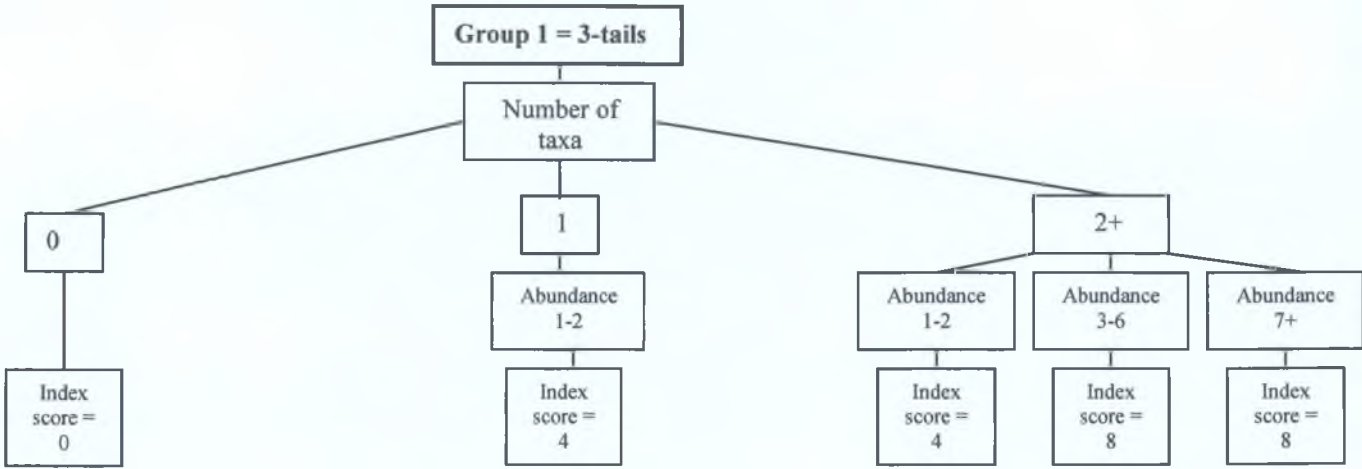 Group 1 = 3-tails
Number of
taxa
0
1
2+
Abundance
1-2
Abundance
1-2
Abundance
3-6
Abundance
7+
Index
score =
0
Index
score =
4
Index
score =
4
Index
score =
8
Index
score =
8